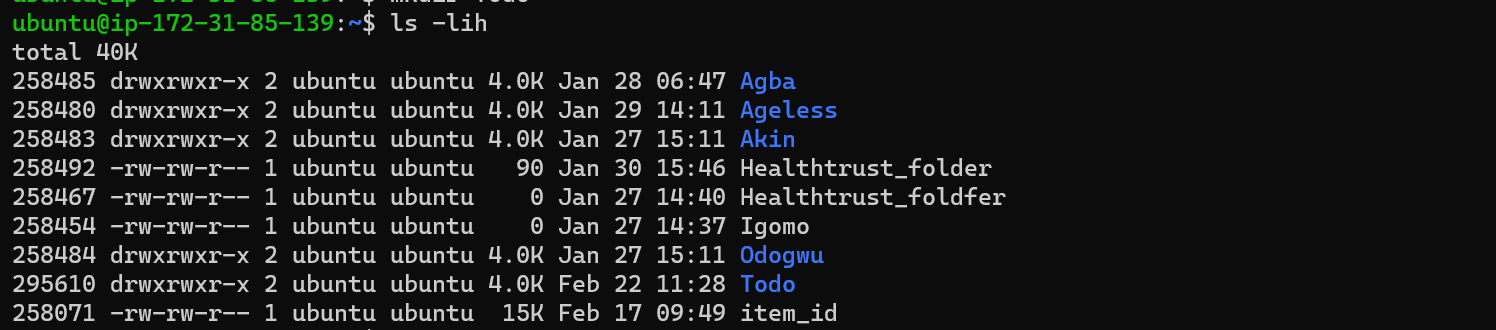 ubuntu@ip-172-31-85-139:~$ ls -lih
total 40K
258485 drwxrwxr-x 2 ubuntu ubuntu 4.0K Jan 28 06:47 Agba
258480 drwxrwxr-x 2 ubuntu ubuntu 4.0K Jan 29 14:11 Ageless
258483 drwxrwxr-x 2 ubuntu ubuntu 4.0K Jan 27 15:11 Akin
258492 -rw-rw-r-- 1 ubuntu ubuntu   90 Jan 30 15:46 Healthtrust_folder
258467 -rw-rw-r-- 1 ubuntu ubuntu    0 Jan 27 14:40 Healthtrust_foldfer
258454 -rw-rw-r-- 1 ubuntu ubuntu    0 Jan 27 14:37 Igomo
258484 drwxrwxr-x 2 ubuntu ubuntu 4.0K Jan 27 15:11 Odogwu
295610 drwxrwxr-x 2 ubuntu ubuntu 4.0K Feb 22 11:28 Todo
258071 -rw-rw-r-- 1 ubuntu ubuntu  15K Feb 17 09:49 item_id